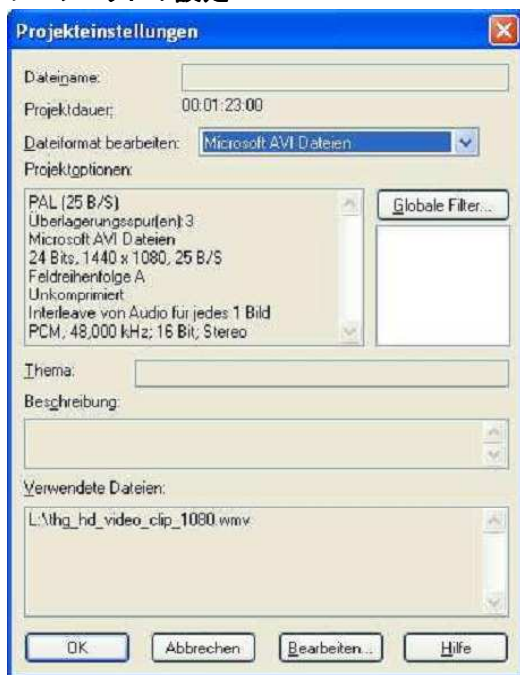 Projekteinstellungen
Dateiname:
Projektdauer: 00:01:23:00
Dateiformat bearbeiten: Microsoft AVI Dateien
Projektoptionen:
PAL (25 B/S)
Überlagerungsspur(en):3
Microsoft AVI Dateien
24 Bits, 1440 x 1080, 25 B/S
Feldreihenfolge A
Unkomprimiert
Interleave von Audio für jedes 1 Bild
PCM, 48,000 kHz; 16 Bit; Stereo
Globale Filter...
Thema:
Beschreibung:
Verwendete Dateien:
L:\thg_hd_video_clip_1080.wmv
OK Abbrechen Bearbeiten... Hilfe